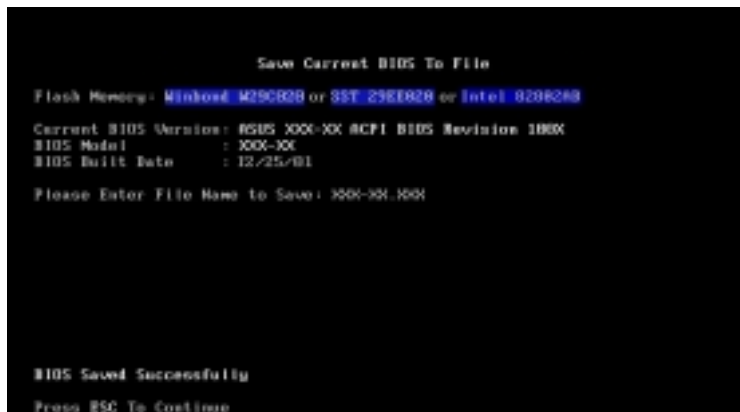 Save Current BIOS To File
Flash Memory: Winbond W29C020 or SST 29EE020 or Intel 82802AB
Current BIOS Version: ASUS XXX-XX ACPI BIOS Revision 100X
BIOS Model : XXX-XX
BIOS Built Date : 12/25/01
Please Enter File Name to Save: XXX-XX.XXX
BIOS Saved Successfully
Press ESC To Continue